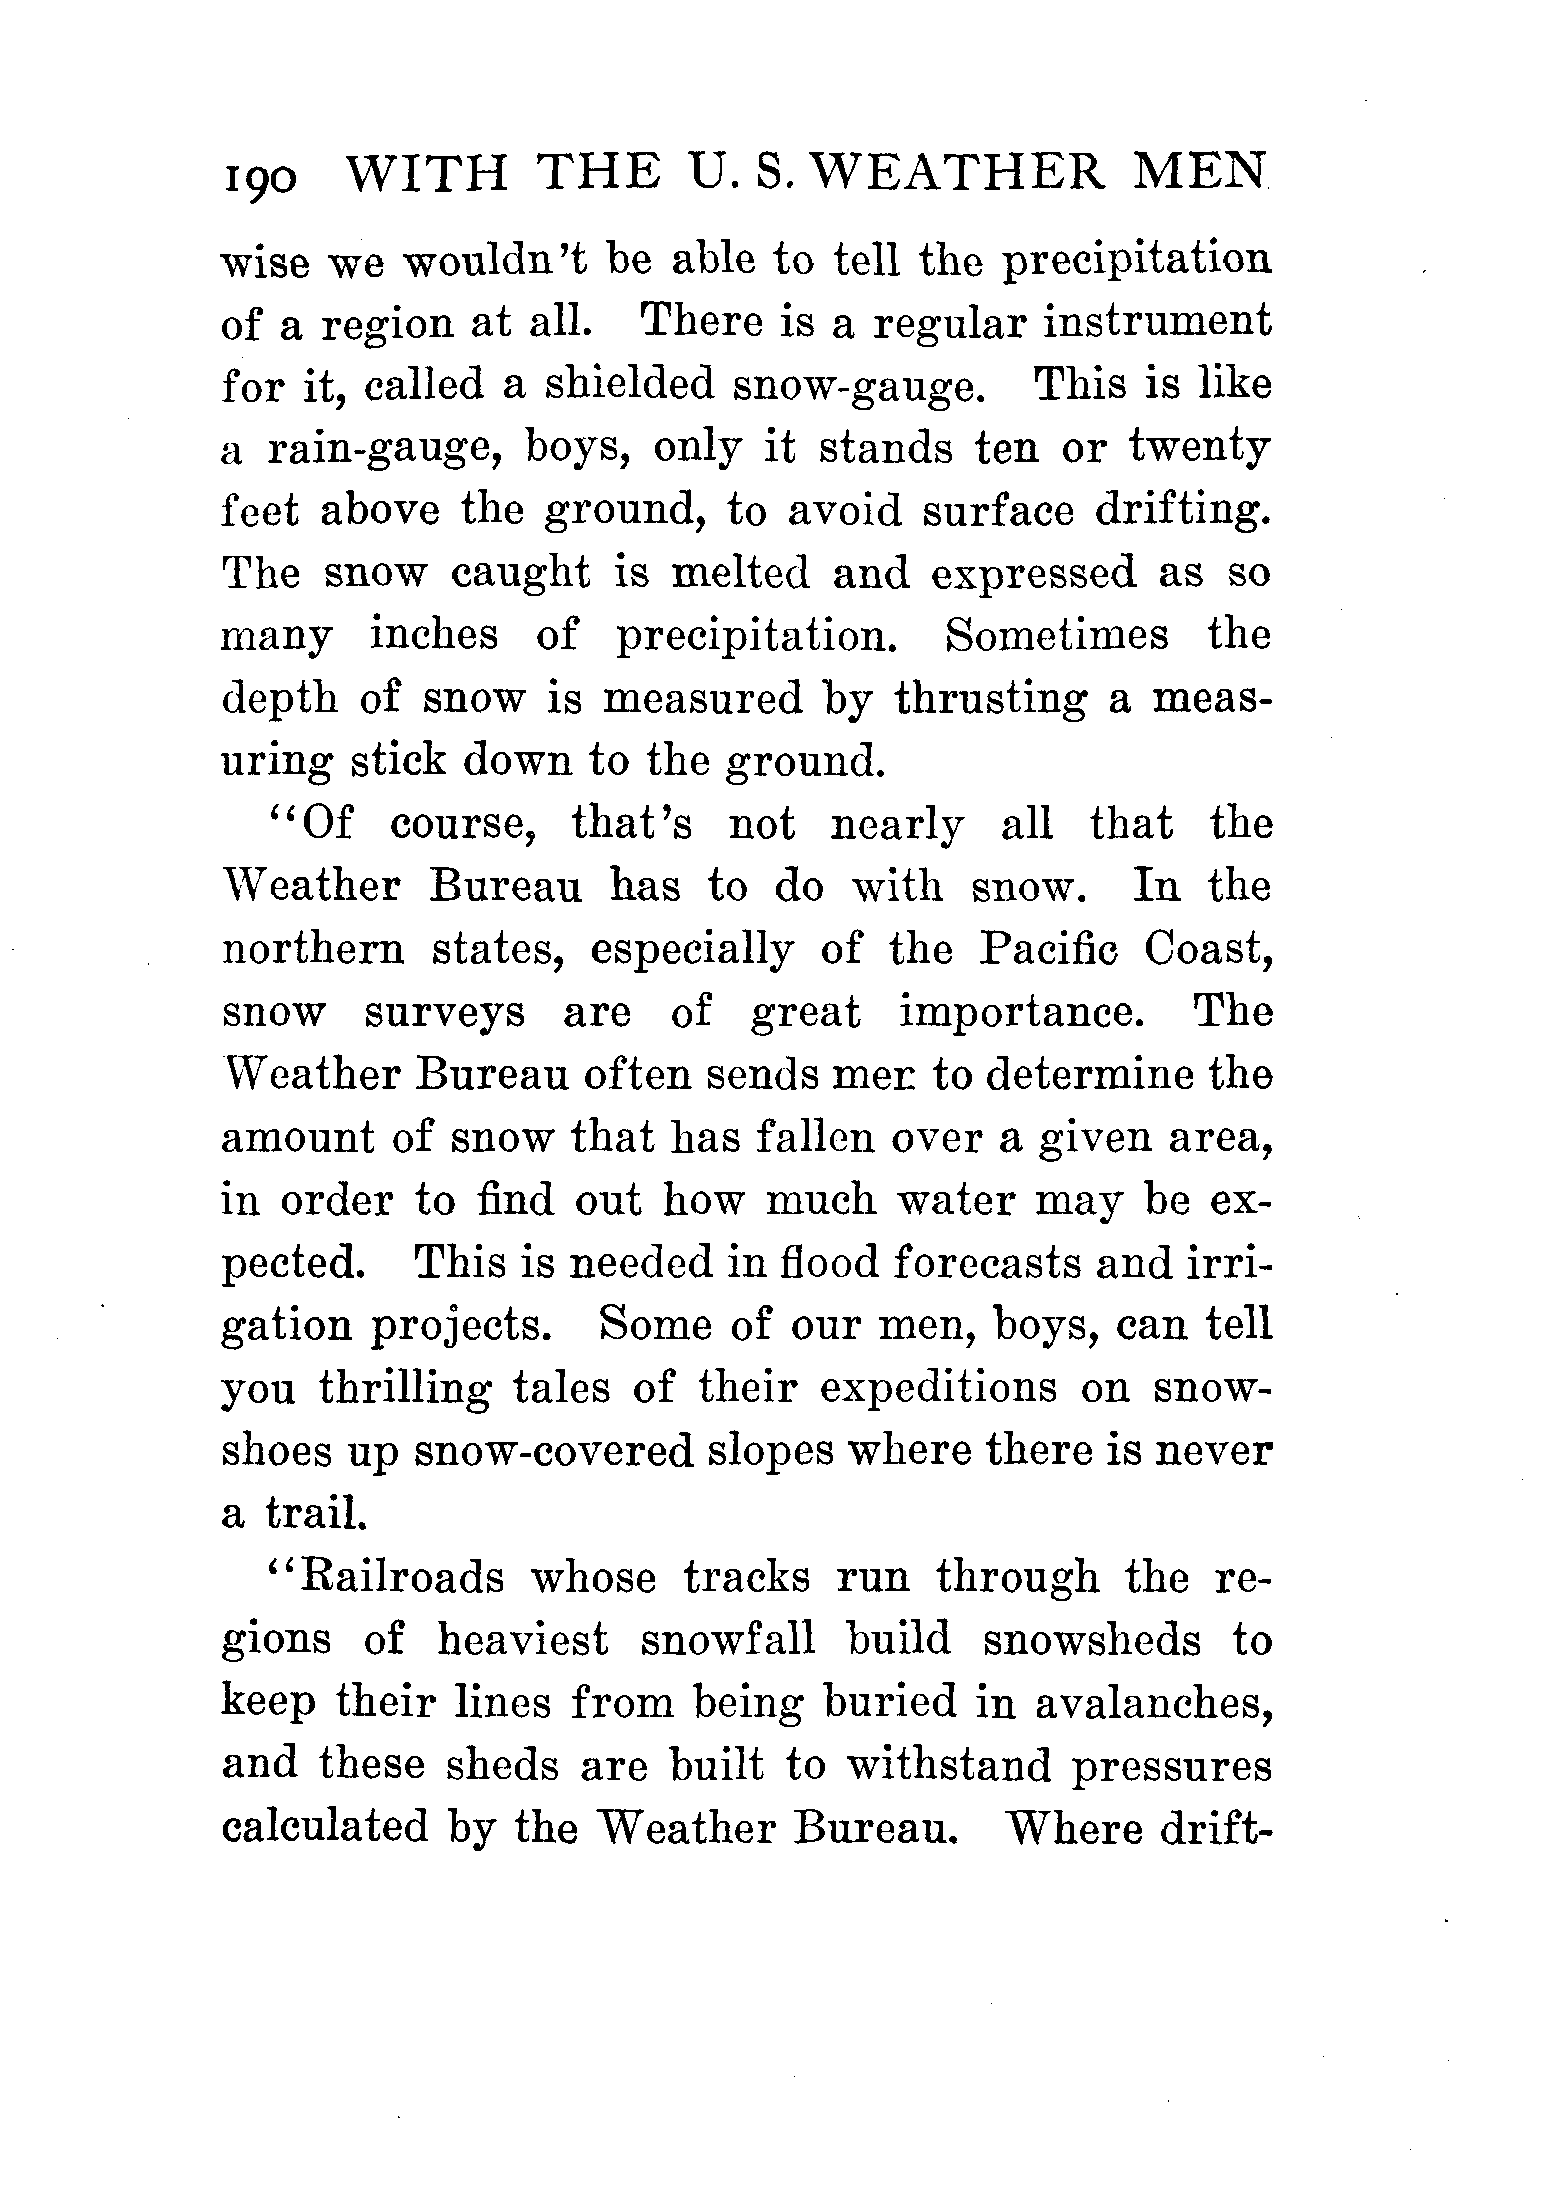 190 WITH THE U. S. WEATHER MEN
wise we wouldn't be able to tell the precipitation
of a region at all. There is a regular instrument
for it, called a shielded snow-gauge. This is like
a rain-gauge, boys, only it stands ten or twenty
feet above the ground, to avoid surface drifting.
The snow caught is melted and expressed as so
many inches of precipitation. Sometimes the
depth of snow is measured by thrusting a meas-
uring stick down to the ground.
"Of course, that's not nearly all that the
Weather Bureau has to do with snow. In the
northern states, especially of the Pacific Coast,
snow surveys are of great importance. The
Weather Bureau often sends men to determine the
amount of snow that has fallen over a given area,
in order to find out how much water may be ex-
pected. This is needed in flood forecasts and irri-
gation projects. Some of our men, boys, can tell
you thrilling tales of their expeditions on snow-
shoes up snow-covered slopes where there is never
a trail.
"Railroads whose tracks run through the re-
gions of heaviest snowfall build snowsheds to
keep their lines from being buried in avalanches,
and these sheds are built to withstand pressures
calculated by the Weather Bureau. Where drift-